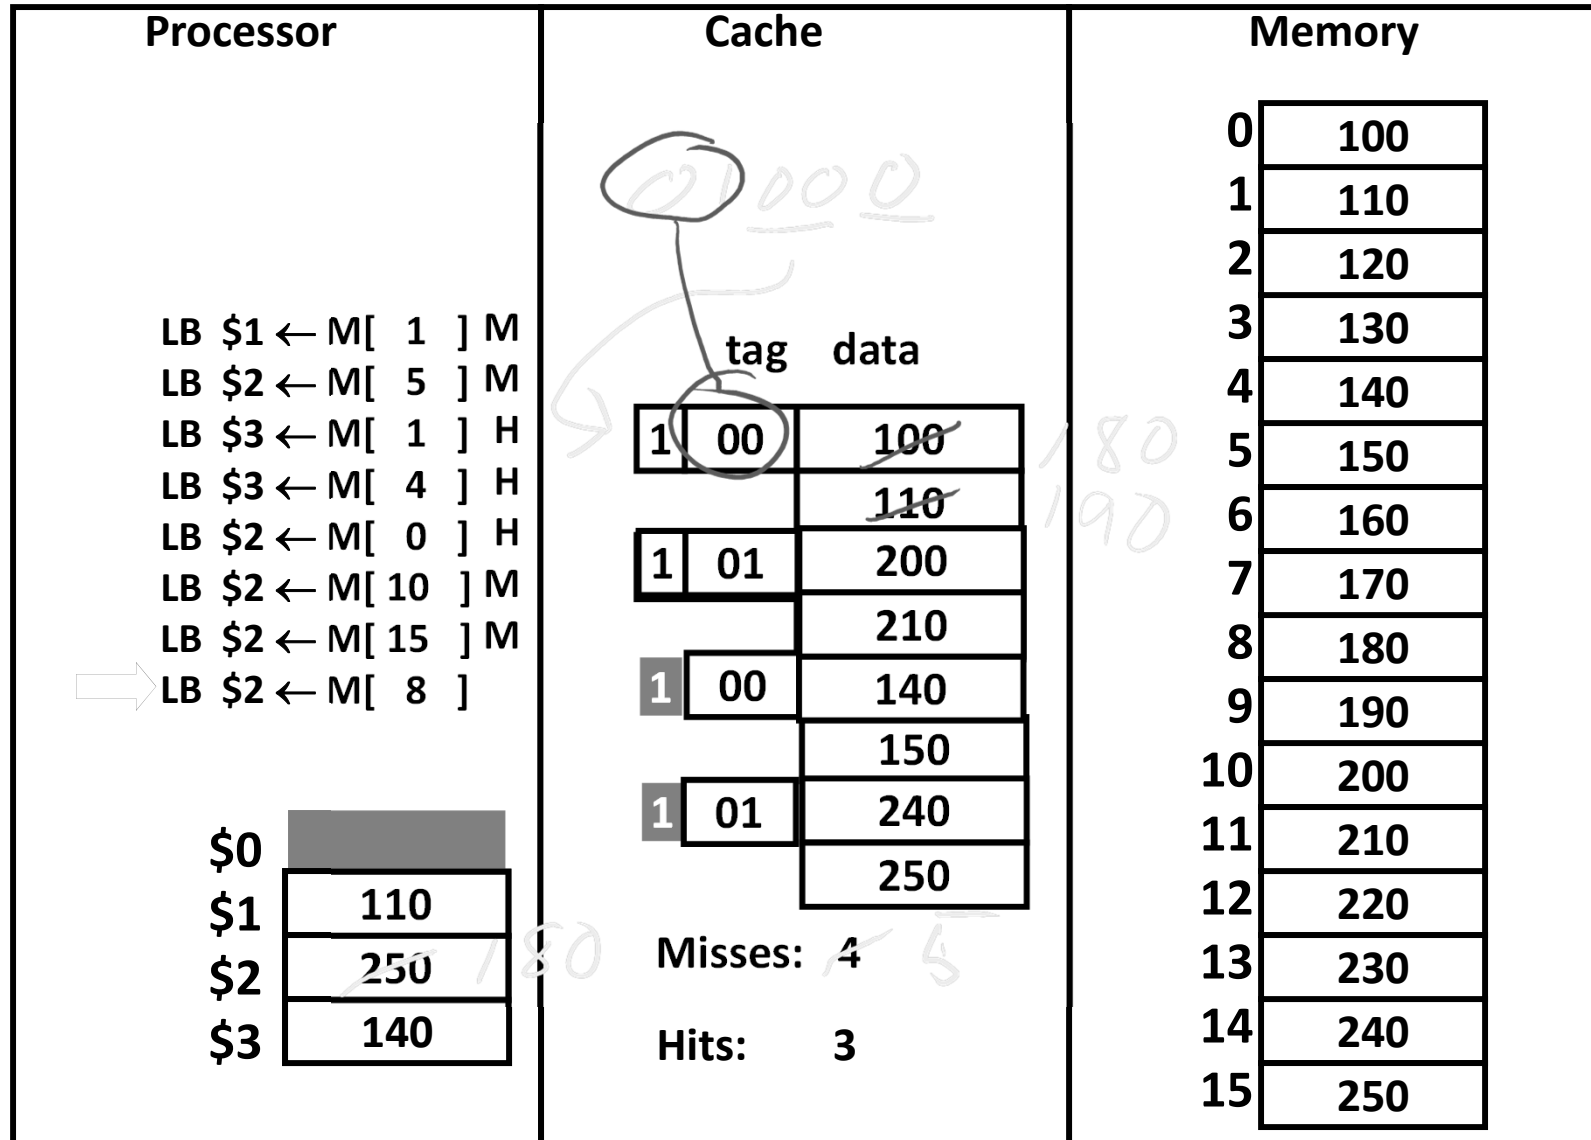 Processor
LB $1 ← M[ 1 ] M
LB $2 ← M[ 5 ] M
LB $3 ← M[ 1 ] H
LB $3 ← M[ 4 ] H
LB $2 ← M[ 0 ] H
LB $2 ← M[ 10 ] M
LB $2 ← M[ 15 ] M
LB $2 ← M[ 8 ]
$0
$1 110
$2 250 180
$3 140
Cache
01000
tag data
1 00 100 180
110 190
1 01 200
210
1 00 140
150
1 01 240
250
Misses: 4 5
Hits: 3
Memory
0 100
1 110
2 120
3 130
4 140
5 150
6 160
7 170
8 180
9 190
10 200
11 210
12 220
13 230
14 240
15 250